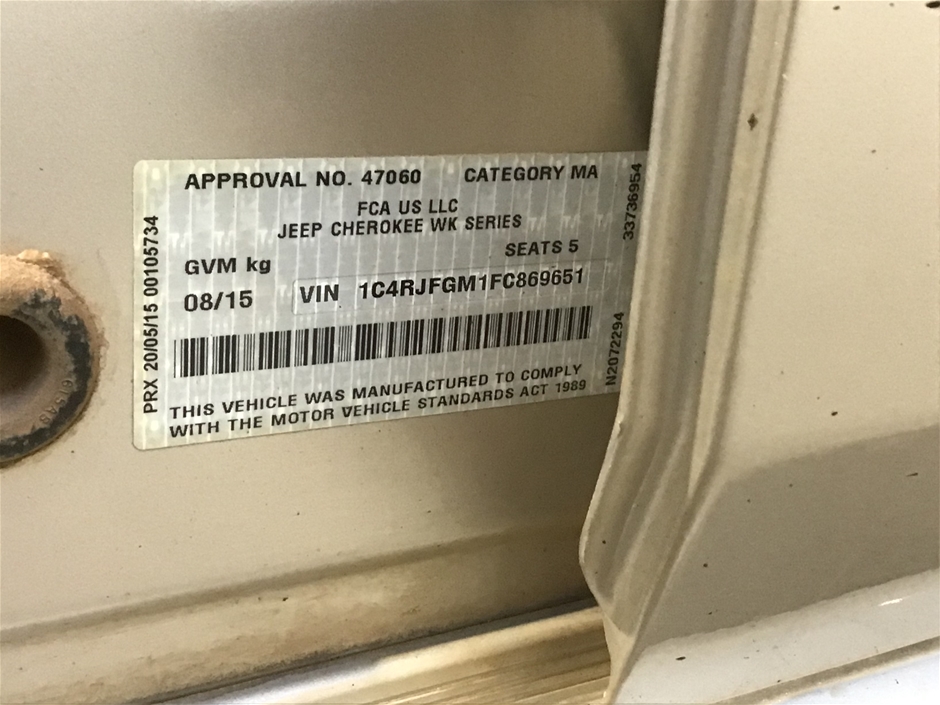 APPROVAL NO. 47060 CATEGORY MA
FCA US LLC
JEEP CHEROKEE WK SERIES
SEATS 5
GVM kg
08/15 VIN 1C4RJFGM1FC869651
THIS VEHICLE WAS MANUFACTURED TO COMPLY
WITH THE MOTOR VEHICLE STANDARDS ACT 1989
PRX 20/05/15 00105734
33736954
N2072294